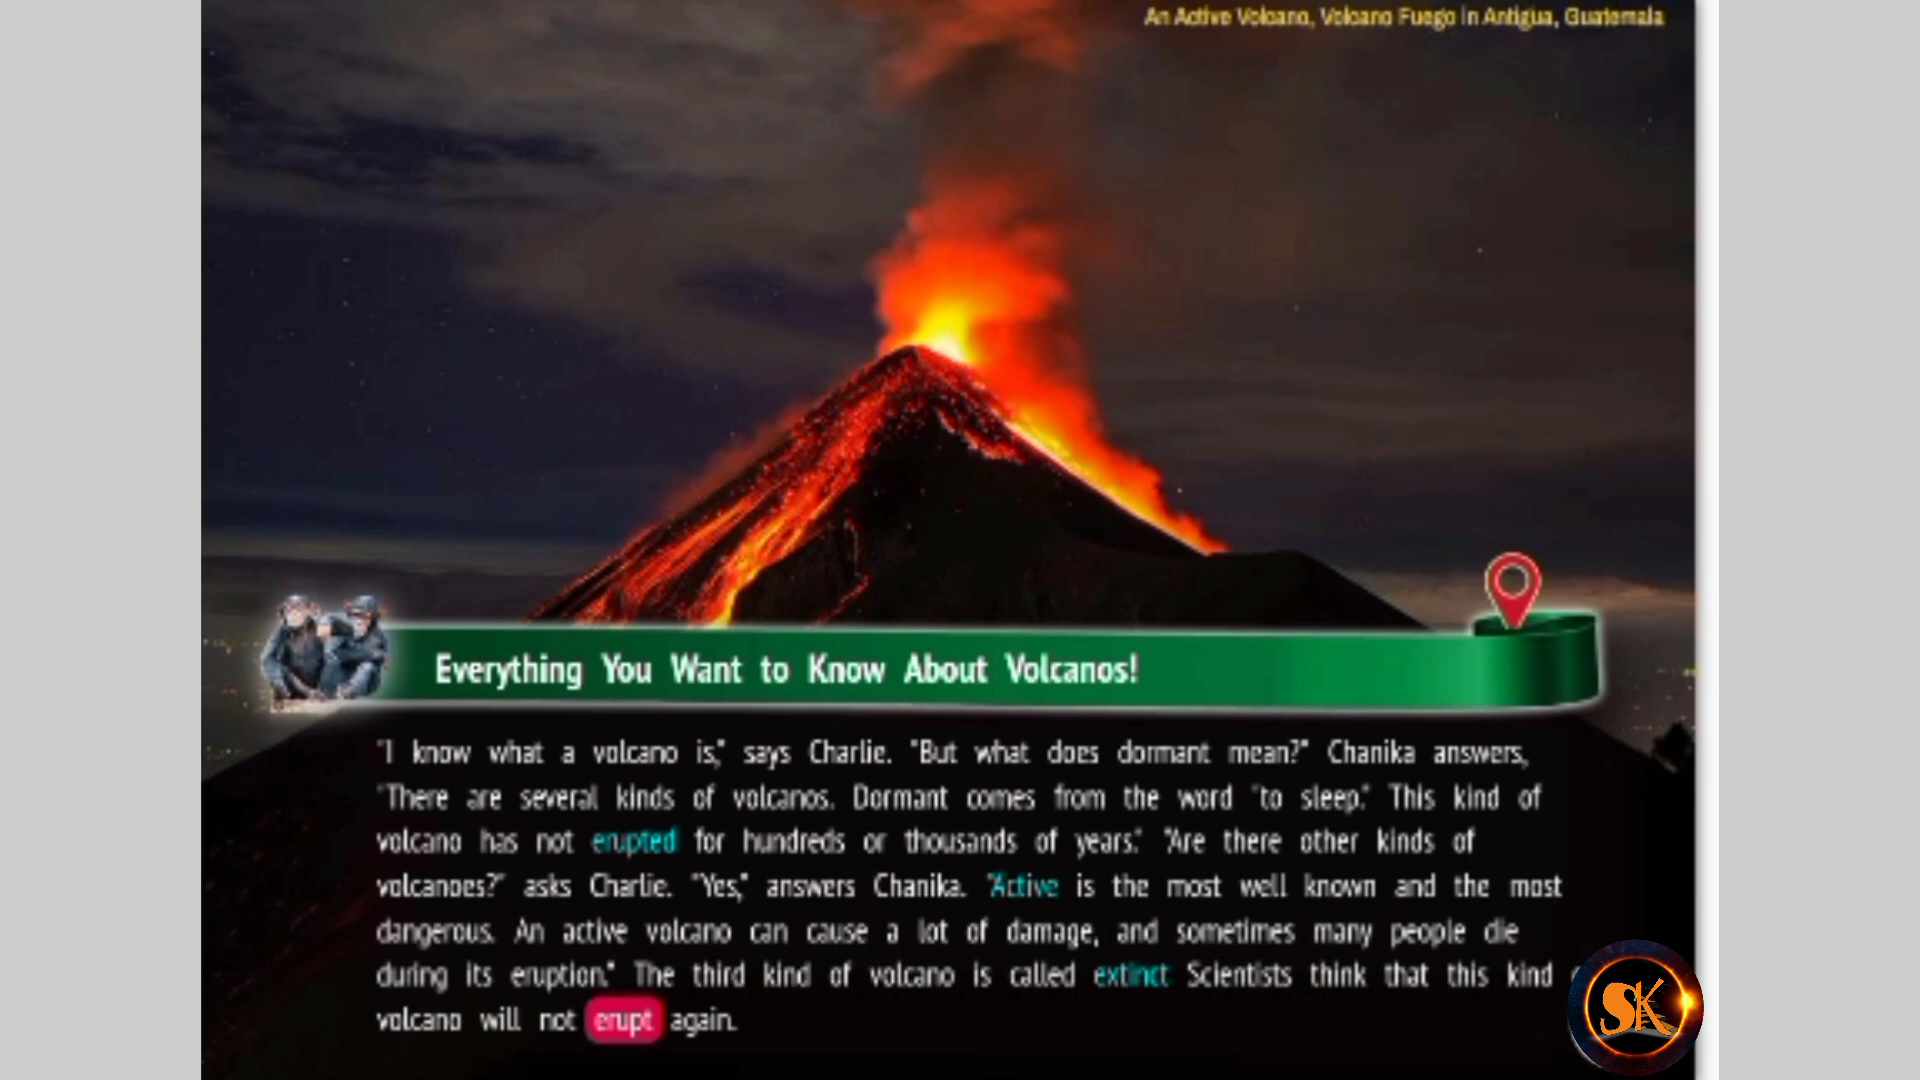 An Active Volcano, Volcano Fuego in Antigua, Guatemala
Everything You Want to Know About Volcanos!
"I know what a volcano is," says Charlie. "But what does dormant mean?" Chanika answers,
"There are several kinds of volcanos. Dormant comes from the word "to sleep." This kind of
volcano has not erupted for hundreds or thousands of years." "Are there other kinds of
volcanoes?" asks Charlie. "Yes," answers Chanika. "Active is the most well known and the most
dangerous. An active volcano can cause a lot of damage, and sometimes many people die
during its eruption." The third kind of volcano is called extinct Scientists think that this kind
volcano will not erupt again.
SK